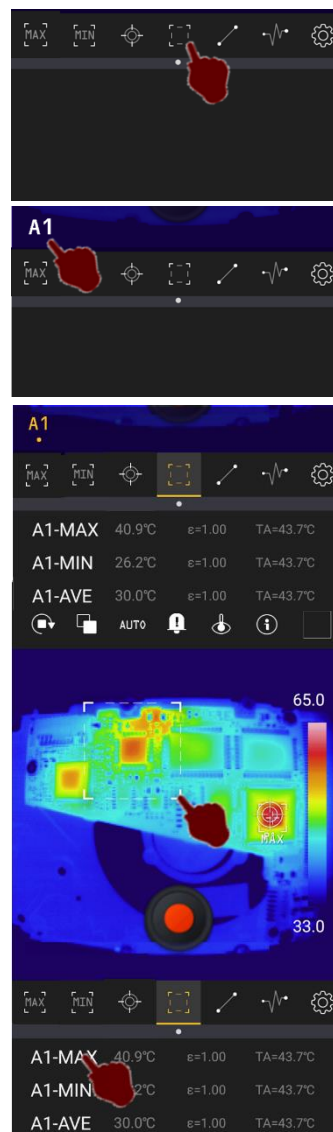 MAX MIN
A1
MAX
A1
MAX MIN
A1-MAX 40.9°C ε=1.00 TA=43.7°C
A1-MIN 26.2°C ε=1.00 TA=43.7°C
A1-AVE 30.0°C ε=1.00 TA=43.7°C
AUTO
65.0
MAX
33.0
MAX MIN
A1-MAX 40.9°C ε=1.00 TA=43.7°C
A1-MIN ε=1.00 TA=43.7°C
A1-AVE 30.0°C ε=1.00 TA=43.7°C